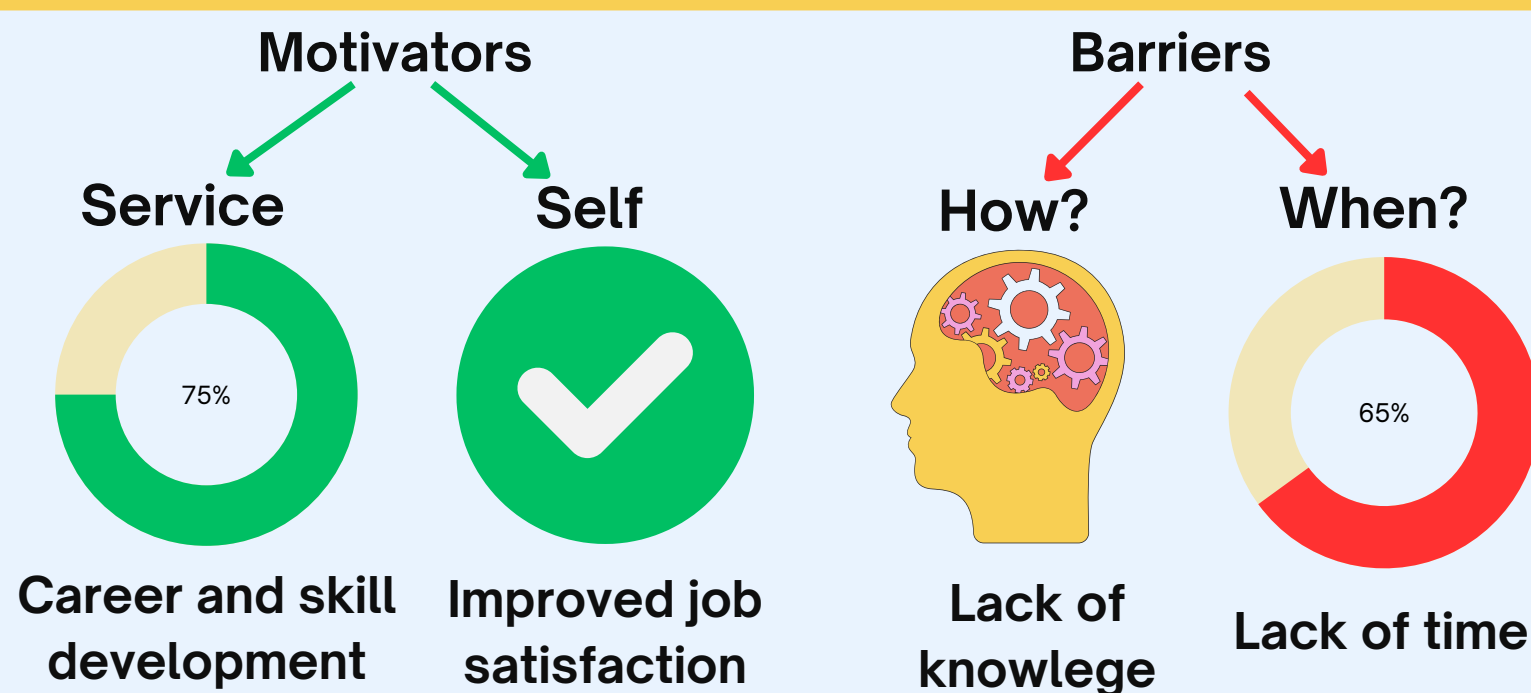 Motivators
Barriers
Service
Self
How?
When?
75%
65%
Career and skill
development
Improved job
satisfaction
Lack of
knowlege
Lack of time